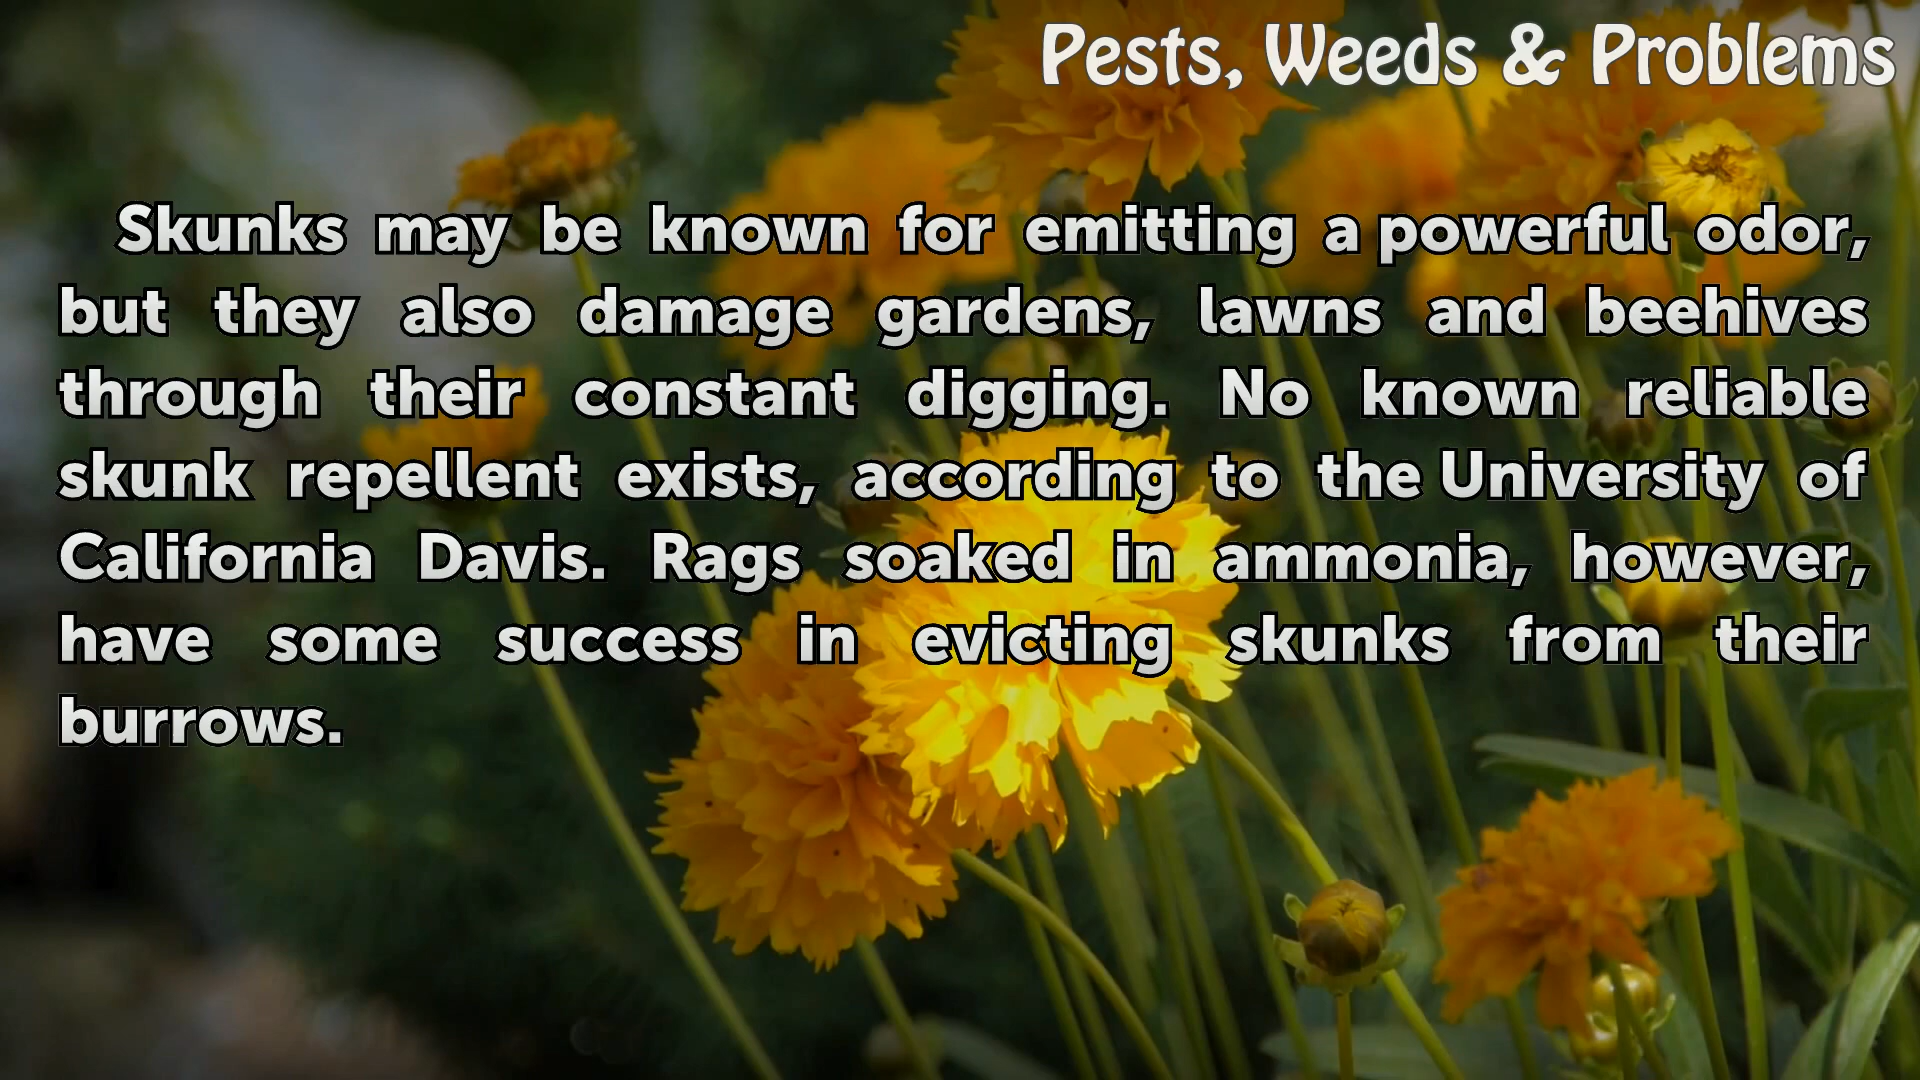 Pests, Weeds & Problems
Skunks may be known for emitting a powerful odor,
but they also damage gardens, lawns and beehives
through their constant digging. No known reliable
skunk repellent exists, according to the University of
California Davis. Rags soaked in ammonia, however,
have some success in evicting skunks from their
burrows.